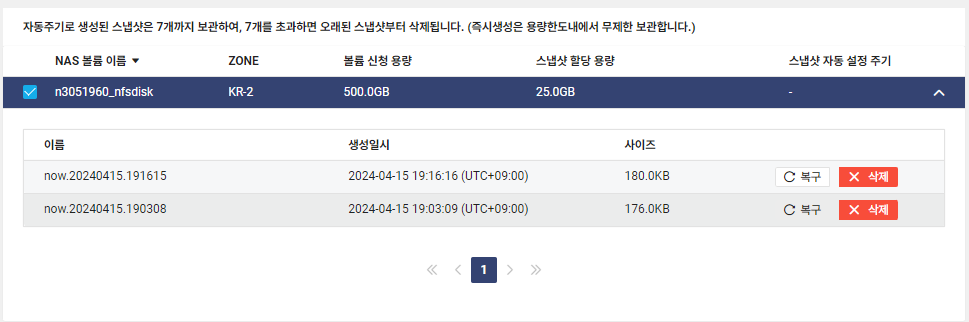 자동주기로 생성된 스냅샷은 7개까지 보관하여, 7개를 초과하면 오래된 스냅샷부터 삭제됩니다. (즉시생성은 용량한도내에서 무제한 보관합니다.)
NAS 볼륨 이름 ZONE 볼륨 신청 용량 스냅샷 할당 용량 스냅샷 자동 설정 주기
n3051960_nfsdisk KR-2 500.0GB 25.0GB -
이름 생성일시 사이즈
now.20240415.191615 2024-04-15 19:16:16 (UTC+09:00) 180.0KB 복구 삭제
now.20240415.190308 2024-04-15 19:03:09 (UTC+09:00) 176.0KB 복구 삭제
1